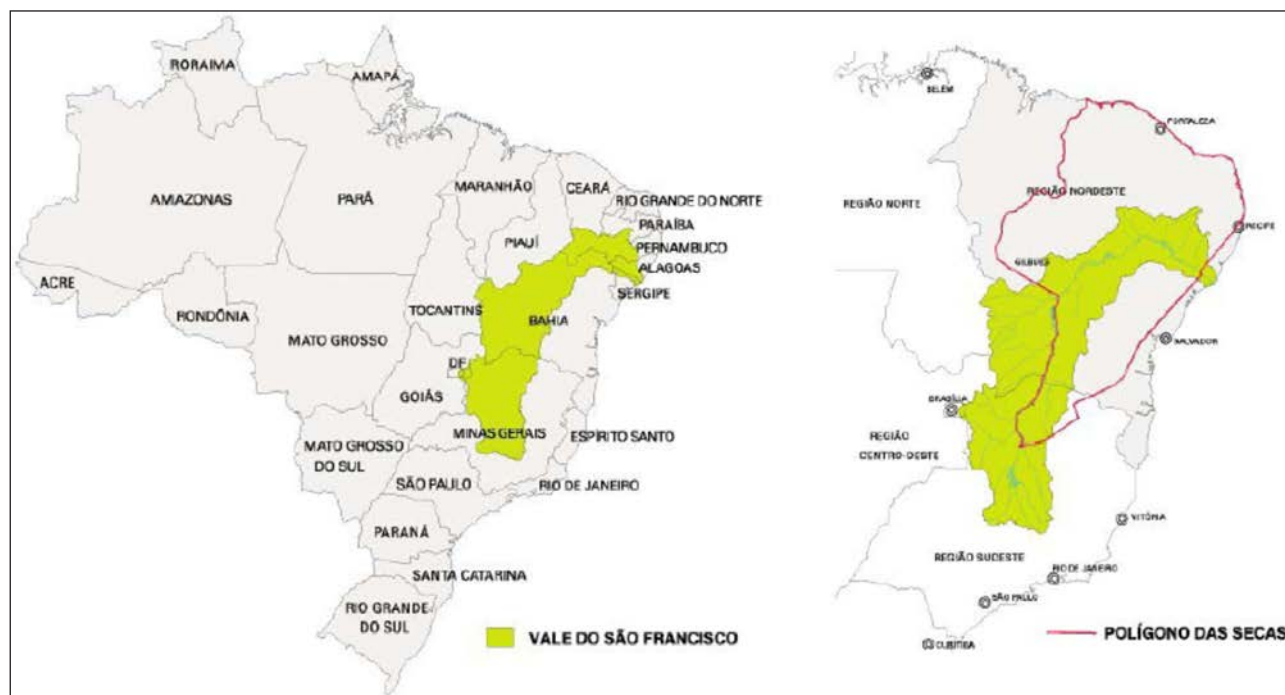 RORAIMA
AMAPÁ
AMAZONAS
PARÁ
MARANHÃO
CEARÁ
RIO GRANDE DO NORTE
PARAÍBA
PIAUÍ
PERNAMBUCO
ALAGOAS
SERGIPE
ACRE
RONDÔNIA
TOCANTINS
BAHIA
MATO GROSSO
DF
GOIÁS
MINAS GERAIS
ESPÍRITO SANTO
MATO GROSSO
DO SUL
SÃO PAULO
RIO DE JANEIRO
PARANÁ
SANTA CATARINA
RIO GRANDE
DO SUL
VALE DO SÃO FRANCISCO
BELÉM
FORTALEZA
REGIÃO NORDESTE
REGIÃO NORTE
RECIFE
GILBUÉS
SALVADOR
BRASÍLIA
REGIÃO
CENTRO-OESTE
VITÓRIA
REGIÃO SUDESTE
RIO DE JANEIRO
SÃO PAULO
CURITIBA
POLÍGONO DAS SECAS